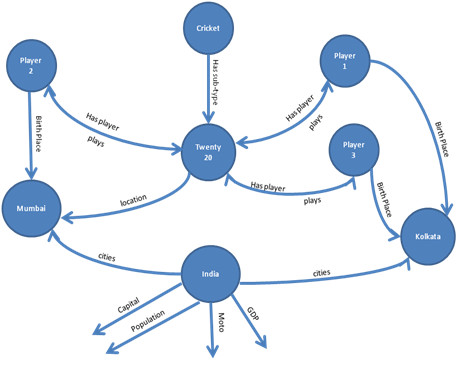 Cricket
Player
2
Player
1
Has sub-type
Has player
plays
Has player
plays
Birth Place
Birth Place
Twenty
20
Player
3
Has player
plays
Birth Place
Mumbai
location
Kolkata
cities
India
cities
Capital
Population
Moto
GDP